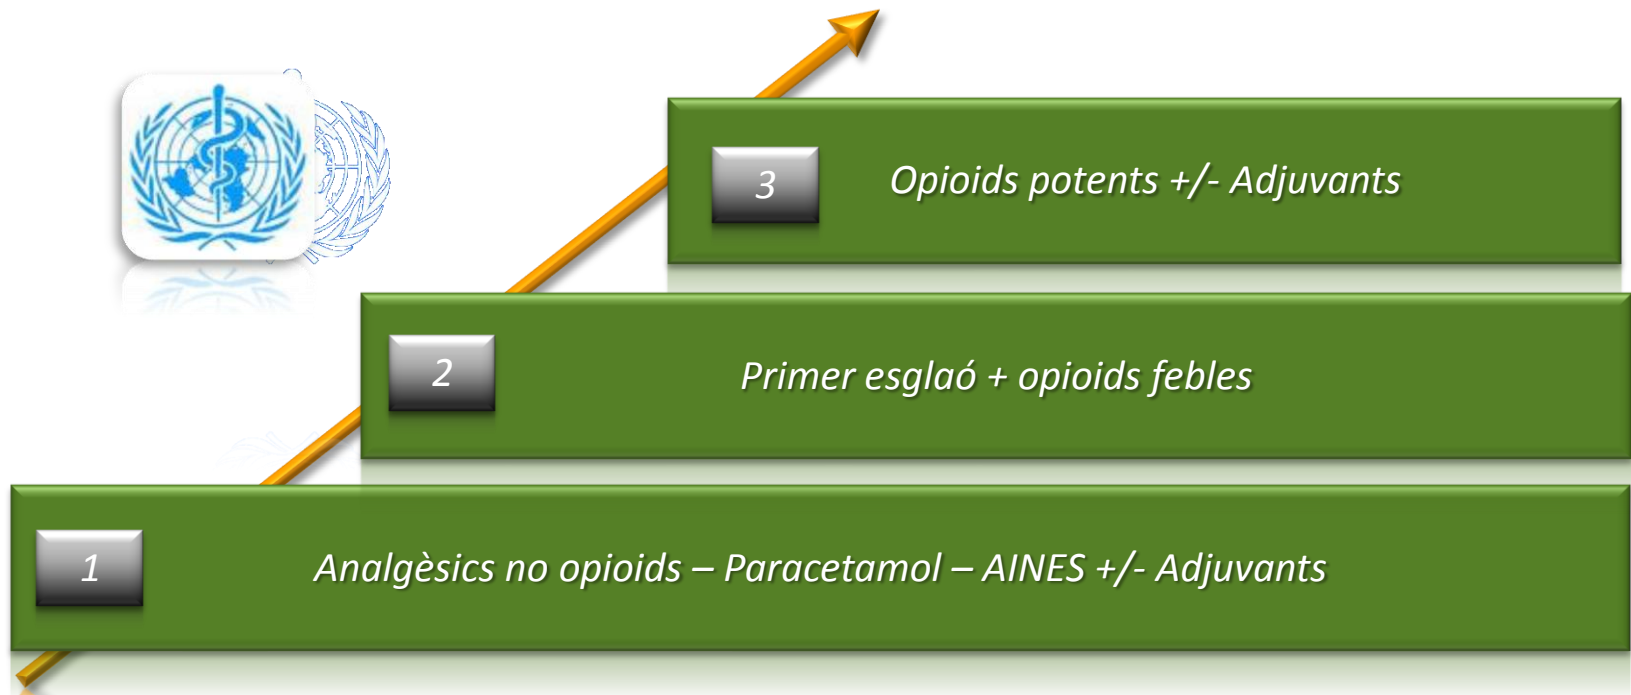 3
Opioids potents +/- Adjuvants
2
Primer esglaó + opioids febles
1
Analgèsics no opioids – Paracetamol – AINES +/- Adjuvants